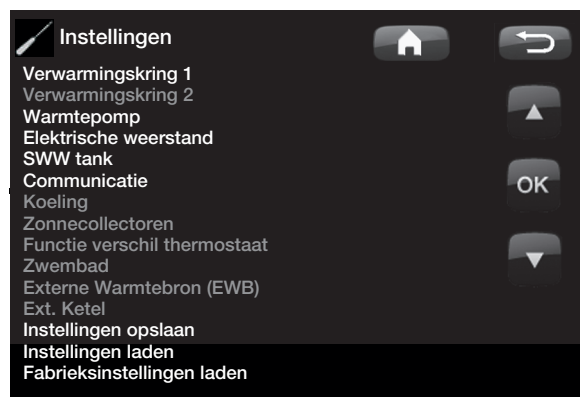 Instellingen
Verwarmingskring 1
Verwarmingskring 2
Warmtepomp
Elektrische weerstand
SWW tank
Communicatie
OK
Koeling
Zonnecollectoren
Functie verschil thermostaat
Zwembad
Externe Warmtebron (EWB)
Ext. Ketel
Instellingen opslaan
Instellingen laden
Fabrieksinstellingen laden